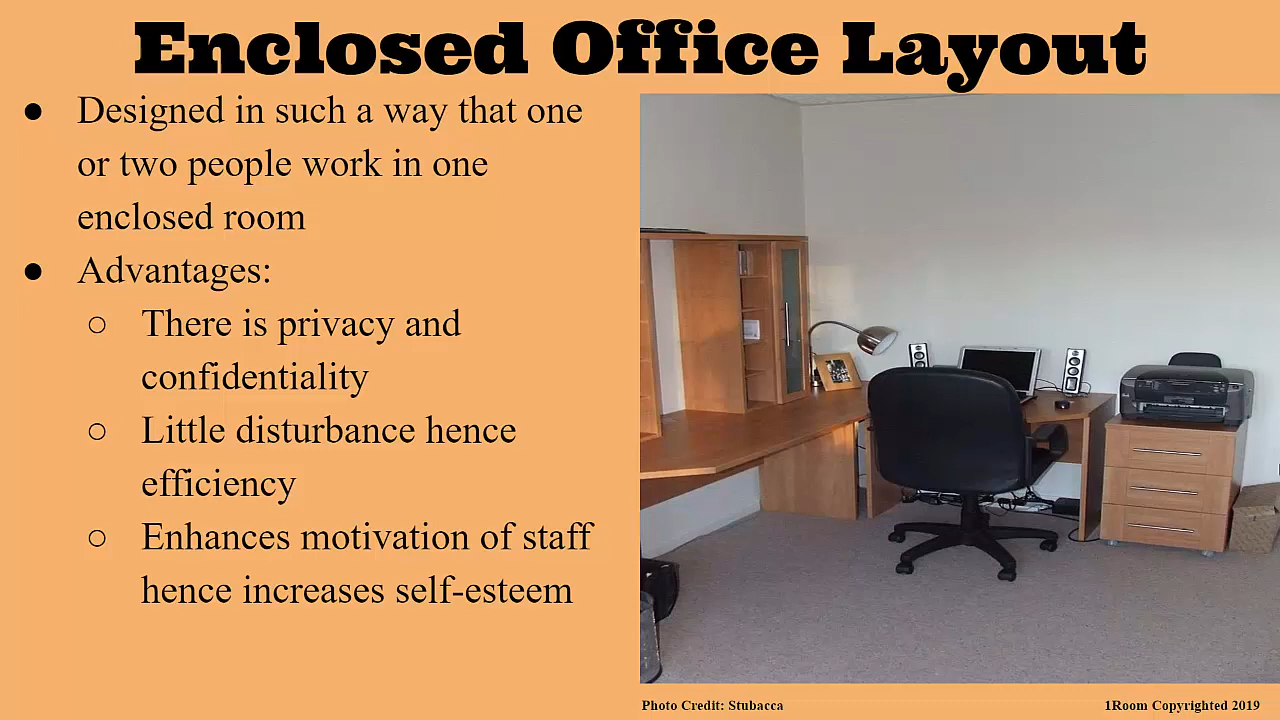 Enclosed Office Layout
● Designed in such a way that one
or two people work in one
enclosed room
● Advantages:
○ There is privacy and
confidentiality
○ Little disturbance hence
efficiency
○ Enhances motivation of staff
hence increases self-esteem
Photo Credit: Stubacca
1Room Copyrighted 2019